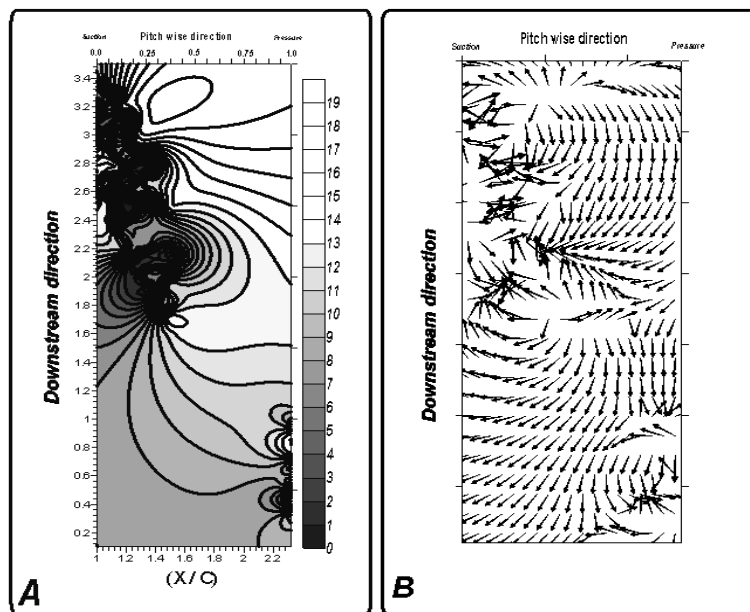 Pitch wise direction
Suction
Pressure
0.0 0.25 0.5 0.75 1.0
3.4
3.2
3
2.8
2.6
2.4
2.2
2
1.8
1.6
1.4
1.2
1
0.8
0.6
0.4
0.2
Downstream direction
1 1.2 1.4 1.6 1.8 2 2.2
(X / C)
19
18
17
16
15
14
13
12
11
10
9
8
7
6
5
4
3
2
1
0
A
Pitch wise direction
Suction
Pressure
Downstream direction
B